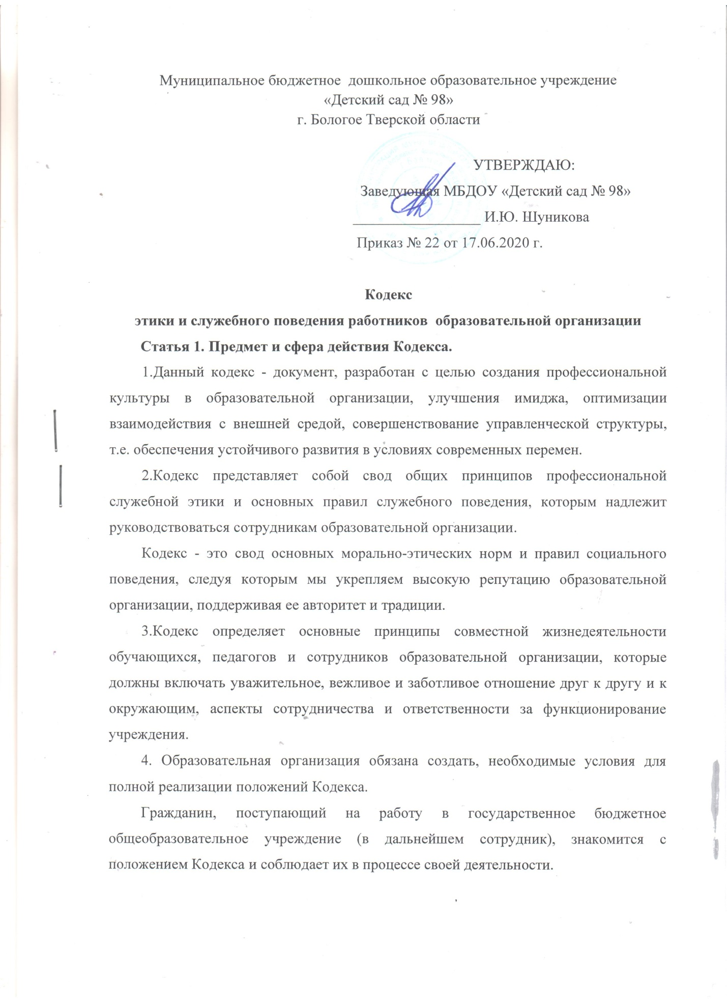 Муниципальное бюджетное дошкольное образовательное учреждение
«Детский сад № 98»
г. Бологое Тверской области
УТВЕРЖДАЮ:
Заведующая МБДОУ «Детский сад № 98»
_________________ И.Ю. Шуникова
Приказ № 22 от 17.06.2020 г.
Кодекс
этики и служебного поведения работников образовательной организации
Статья 1. Предмет и сфера действия Кодекса.
1.Данный кодекс - документ, разработан с целью создания профессиональной
культуры в образовательной организации, улучшения имиджа, оптимизации
взаимодействия с внешней средой, совершенствование управленческой структуры,
т.е. обеспечения устойчивого развития в условиях современных перемен.
2.Кодекс представляет собой свод общих принципов профессиональной
служебной этики и основных правил служебного поведения, которым надлежит
руководствоваться сотрудникам образовательной организации.
Кодекс - это свод основных морально-этических норм и правил социального
поведения, следуя которым мы укрепляем высокую репутацию образовательной
организации, поддерживая ее авторитет и традиции.
3.Кодекс определяет основные принципы совместной жизнедеятельности
обучающихся, педагогов и сотрудников образовательной организации, которые
должны включать уважительное, вежливое и заботливое отношение друг к другу и к
окружающим, аспекты сотрудничества и ответственности за функционирование
учреждения.
4. Образовательная организация обязана создать, необходимые условия для
полной реализации положений Кодекса.
Гражданин, поступающий на работу в государственное бюджетное
общеобразовательное учреждение (в дальнейшем сотрудник), знакомится с
положением Кодекса и соблюдает их в процессе своей деятельности.